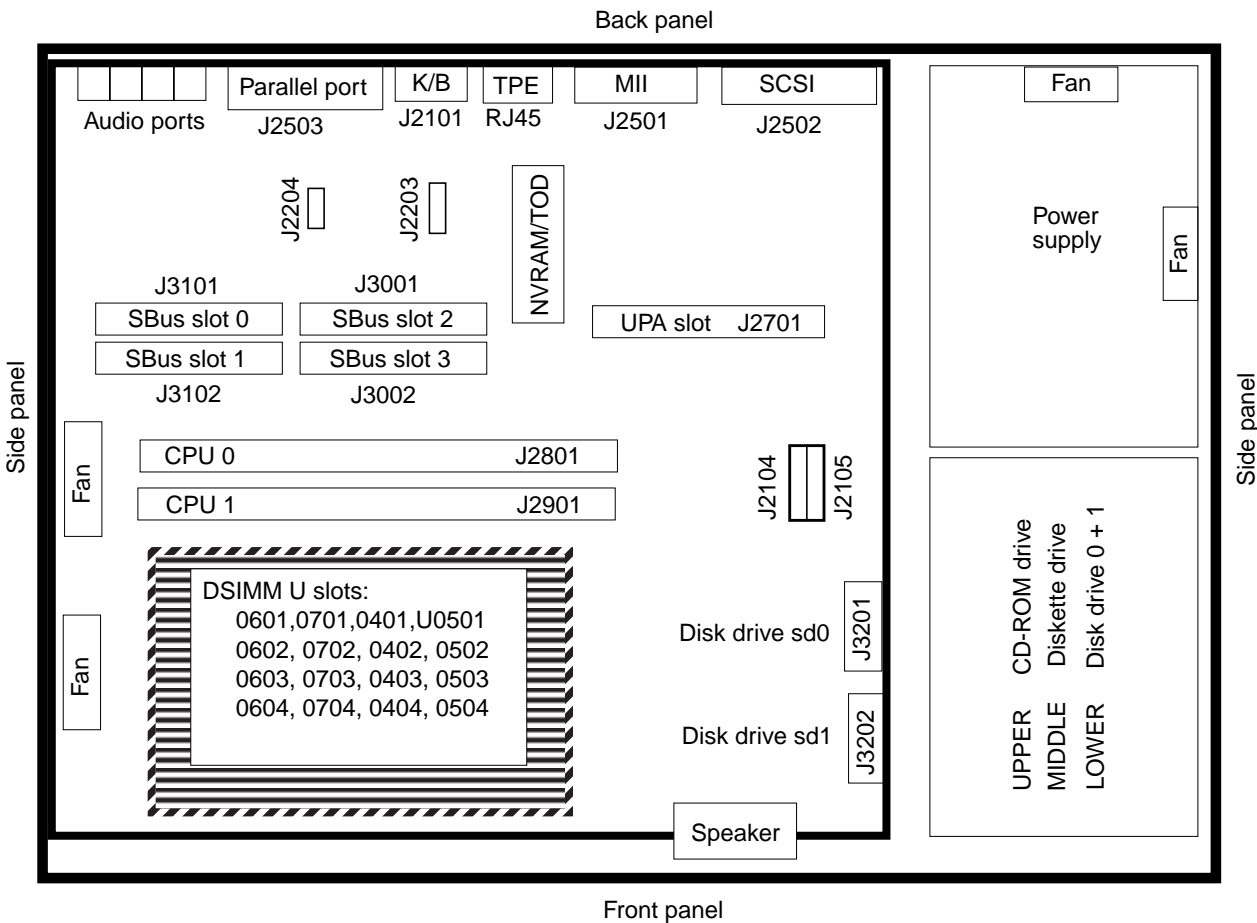 Back panel
Parallel port
K/B
TPE
MII
SCSI
Fan
Audio ports
J2503
J2101
RJ45
J2501
J2502
J2204
J2203
NVRAM/TOD
Power
supply
Fan
J3101
J3001
SBus slot 0
SBus slot 2
UPA slot J2701
SBus slot 1
SBus slot 3
J3102
J3002
Side panel
Side panel
Fan
CPU 0 J2801
CPU 1 J2901
J2104
J2105
DSIMM U slots:
0601,0701,0401,U0501
0602, 0702, 0402, 0502
0603, 0703, 0403, 0503
0604, 0704, 0404, 0504
Fan
Disk drive sd0
J3201
Disk drive sd1
J3202
UPPER CD-ROM drive
MIDDLE Diskette drive
LOWER Disk drive 0 + 1
Speaker
Front panel